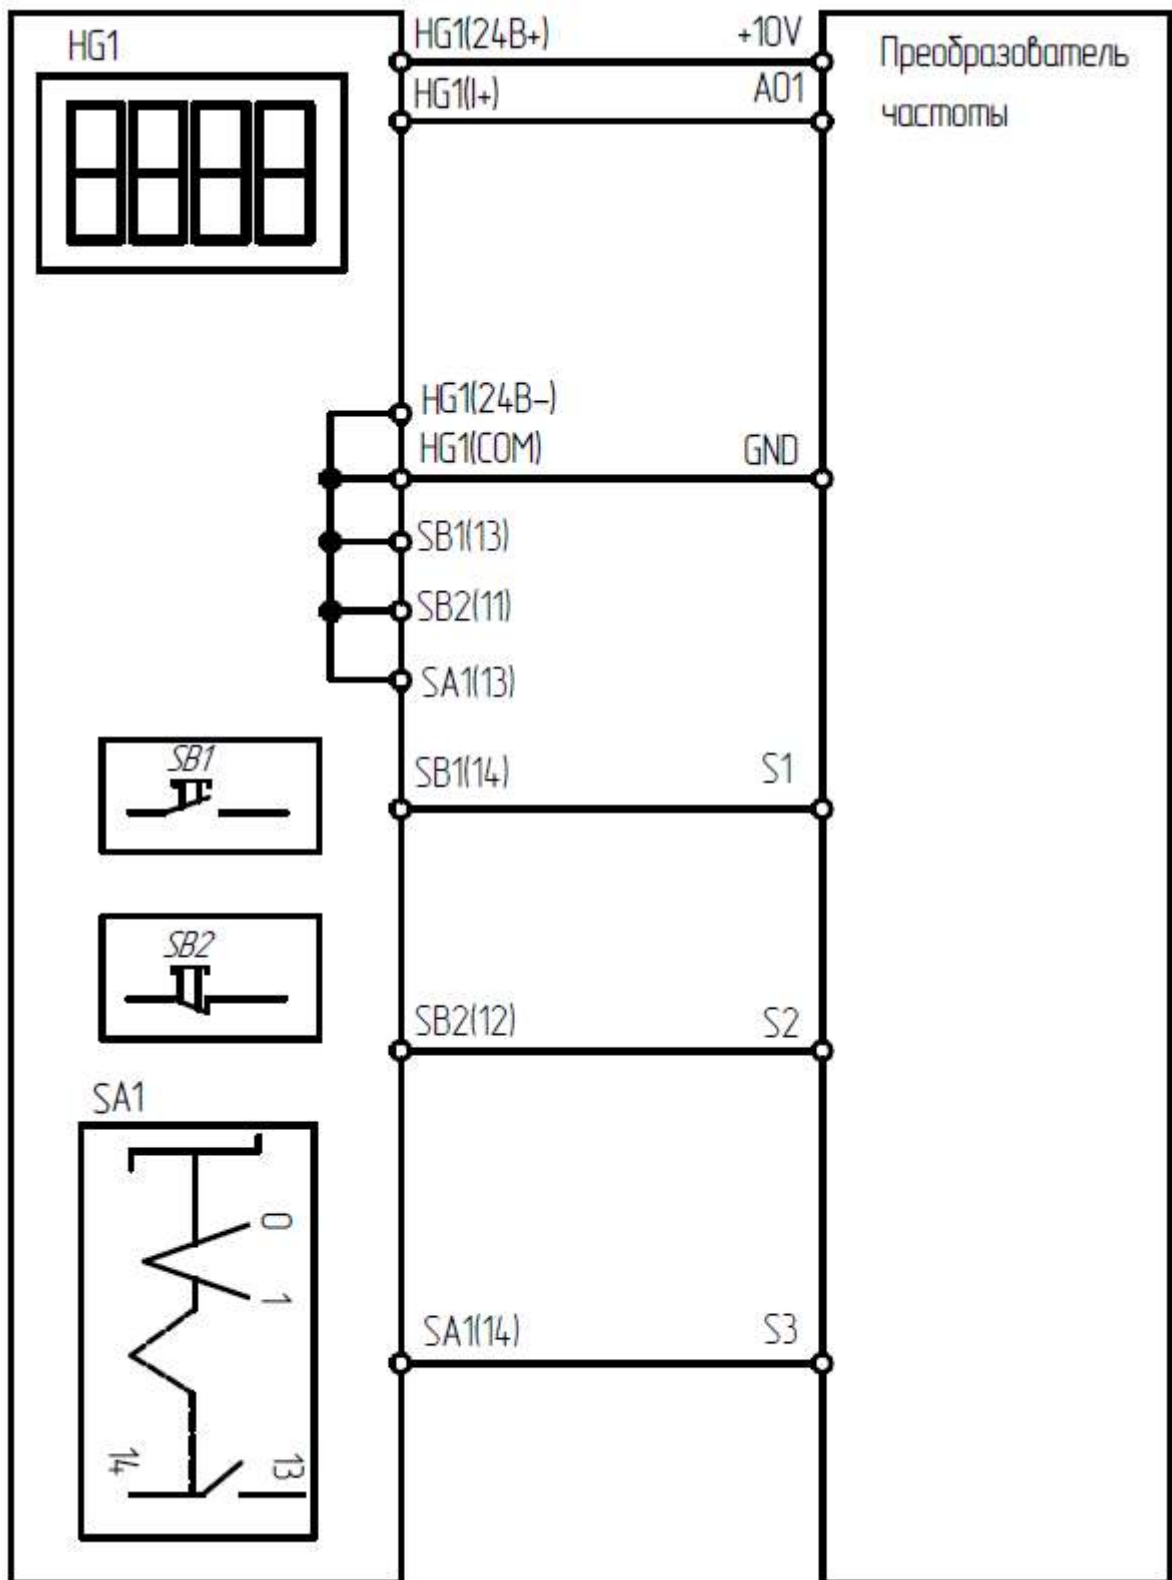 HG1
HG1(24В+)
+10V
Преобразователь
частоты
HG1(I+)
AO1
HG1(24В-)
HG1(COM)
GND
SB1(13)
SB2(11)
SA1(13)
SB1
SB1(14)
S1
SB2
SB2(12)
S2
SA1
0
1
SA1(14)
S3
14
13